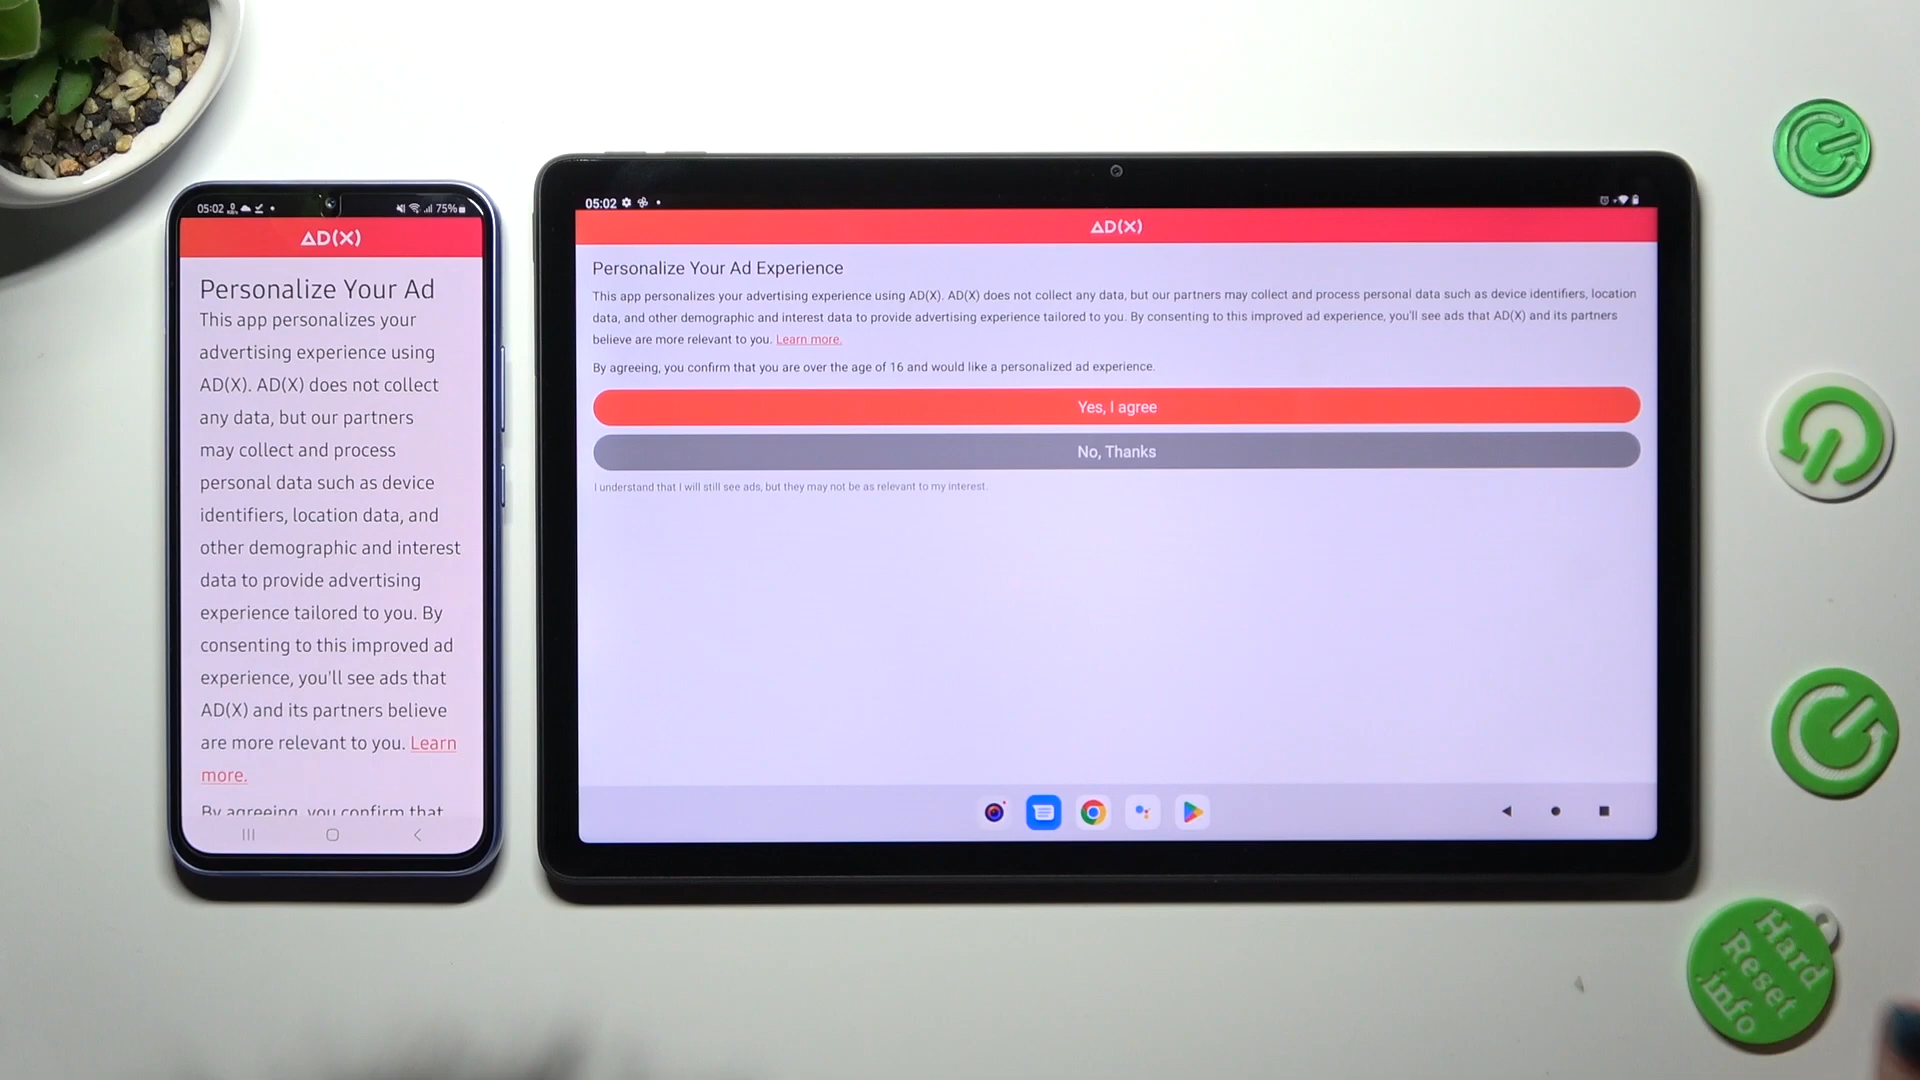 05:02
75%
AD(X)
Personalize Your Ad
This app personalizes your
advertising experience using
AD(X). AD(X) does not collect
any data, but our partners
may collect and process
personal data such as device
identifiers, location data, and
other demographic and interest
data to provide advertising
experience tailored to you. By
consenting to this improved ad
experience, you'll see ads that
AD(X) and its partners believe
are more relevant to you. Learn
more.
By agreeing, you confirm that
05:02
AD(X)
Personalize Your Ad Experience
This app personalizes your advertising experience using AD(X). AD(X) does not collect any data, but our partners may collect and process personal data such as device identifiers, location
data, and other demographic and interest data to provide advertising experience tailored to you. By consenting to this improved ad experience, you'll see ads that AD(X) and its partners
believe are more relevant to you. Learn more.
By agreeing, you confirm that you are over the age of 16 and would like a personalized ad experience.
Yes, I agree
No, Thanks
I understand that I will still see ads, but they may not be as relevant to my interest.
Hard
Reset
.info